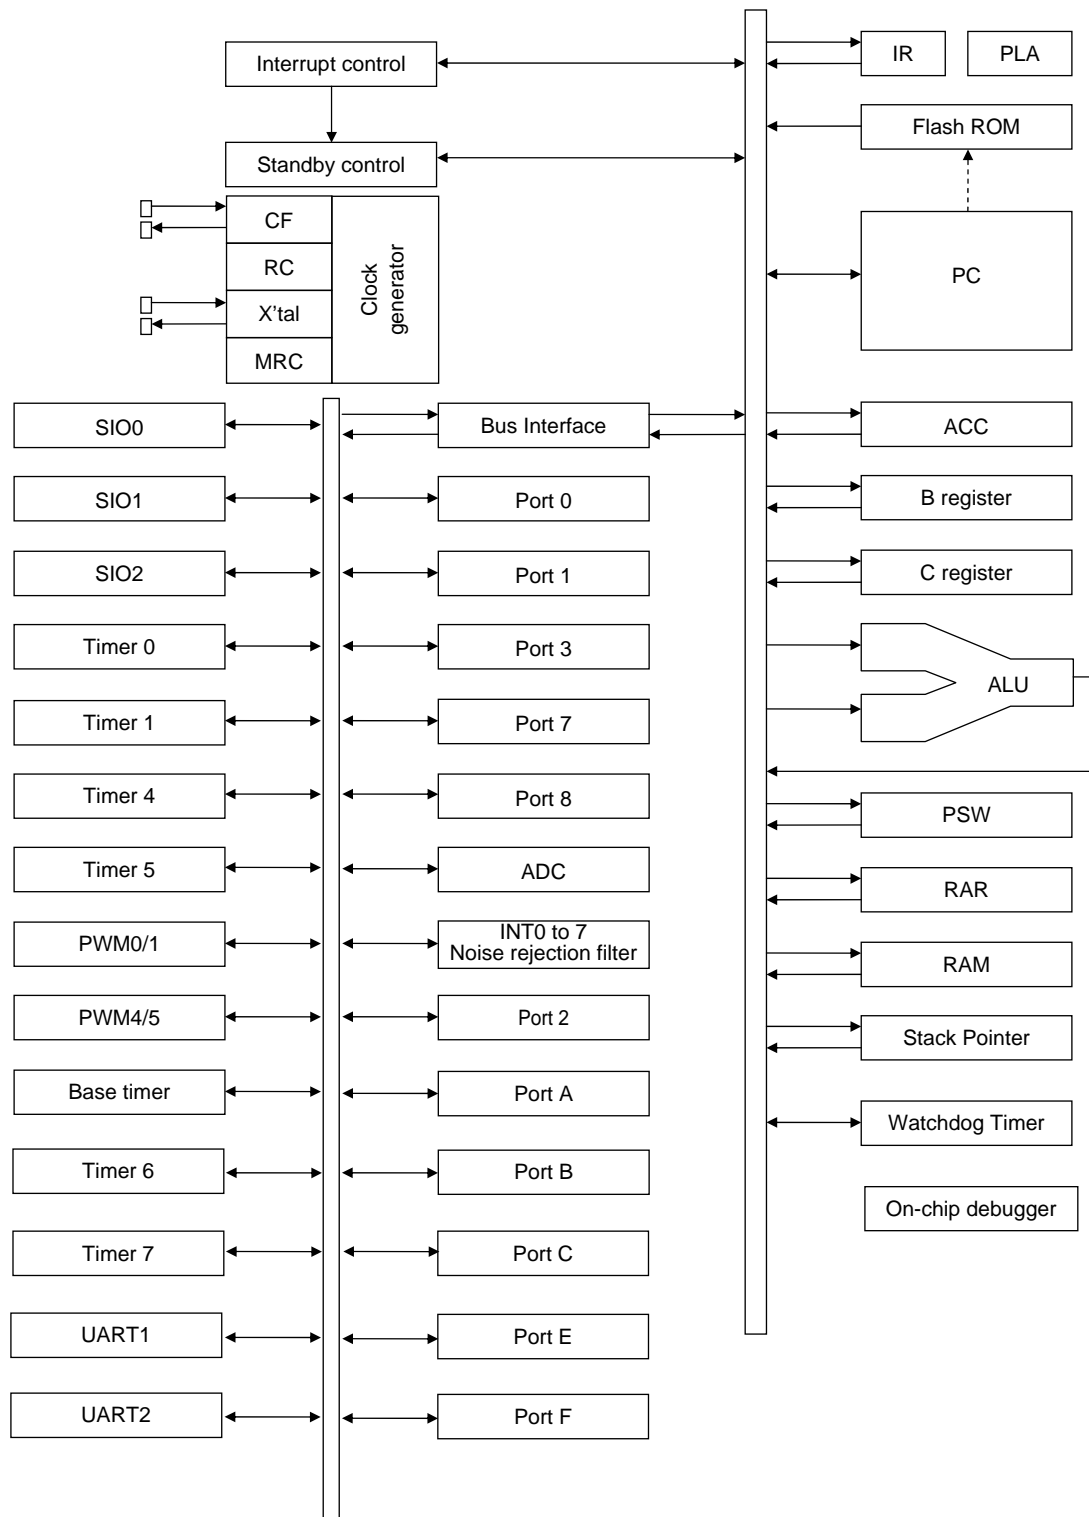 Interrupt control
IR
PLA
Flash ROM
Standby control
CF
RC
X'tal
MRC
Clock
generator
PC
SIO0
Bus Interface
ACC
SIO1
Port 0
B register
SIO2
Port 1
C register
Timer 0
Port 3
ALU
Timer 1
Port 7
Timer 4
Port 8
PSW
Timer 5
ADC
RAR
PWM0/1
INT0 to 7
Noise rejection filter
RAM
PWM4/5
Port 2
Stack Pointer
Base timer
Port A
Watchdog Timer
Timer 6
Port B
On-chip debugger
Timer 7
Port C
UART1
Port E
UART2
Port F